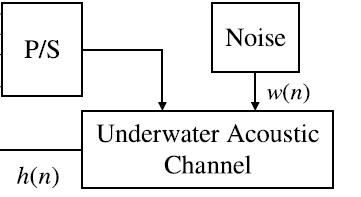 P/S
Noise
w(n)
Underwater Acoustic
Channel
h(n)